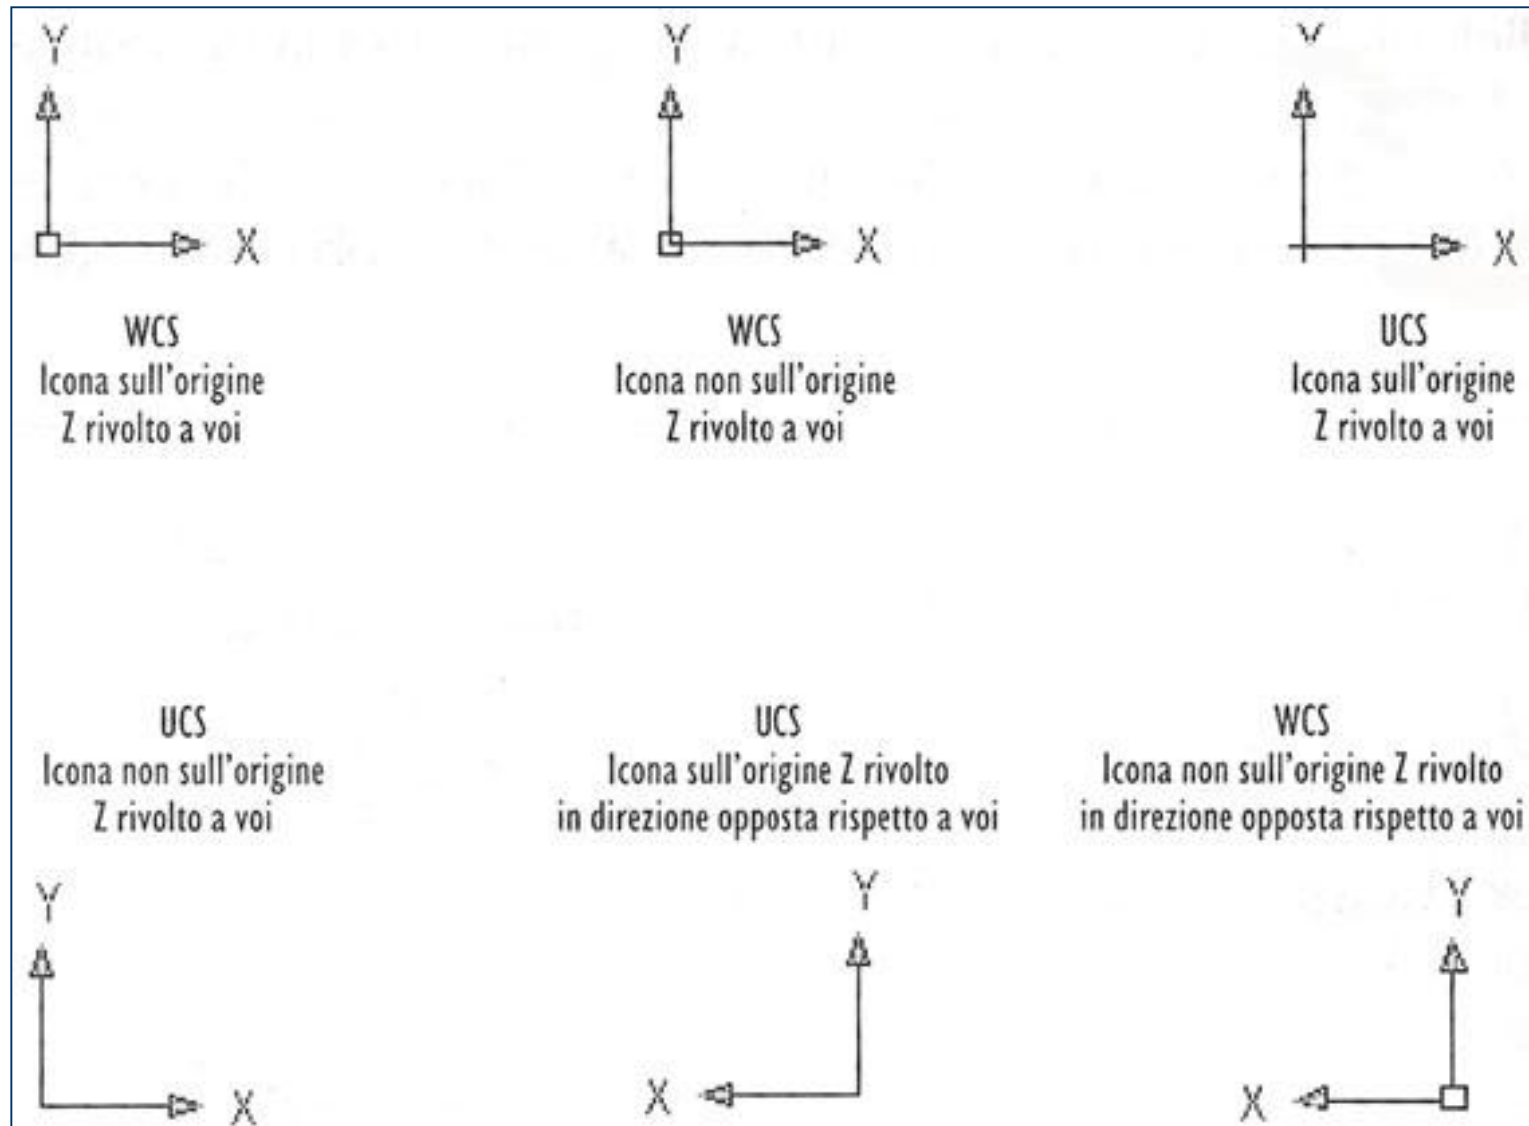 Y
X
WCS
Icona sull'origine
Z rivolto a voi
Y
X
WCS
Icona non sull'origine
Z rivolto a voi
Y
X
UCS
Icona sull'origine
Z rivolto a voi
UCS
Icona non sull'origine
Z rivolto a voi
Y
X
UCS
Icona sull'origine Z rivolto
in direzione opposta rispetto a voi
Y
X
WCS
Icona non sull'origine Z rivolto
in direzione opposta rispetto a voi
Y
X